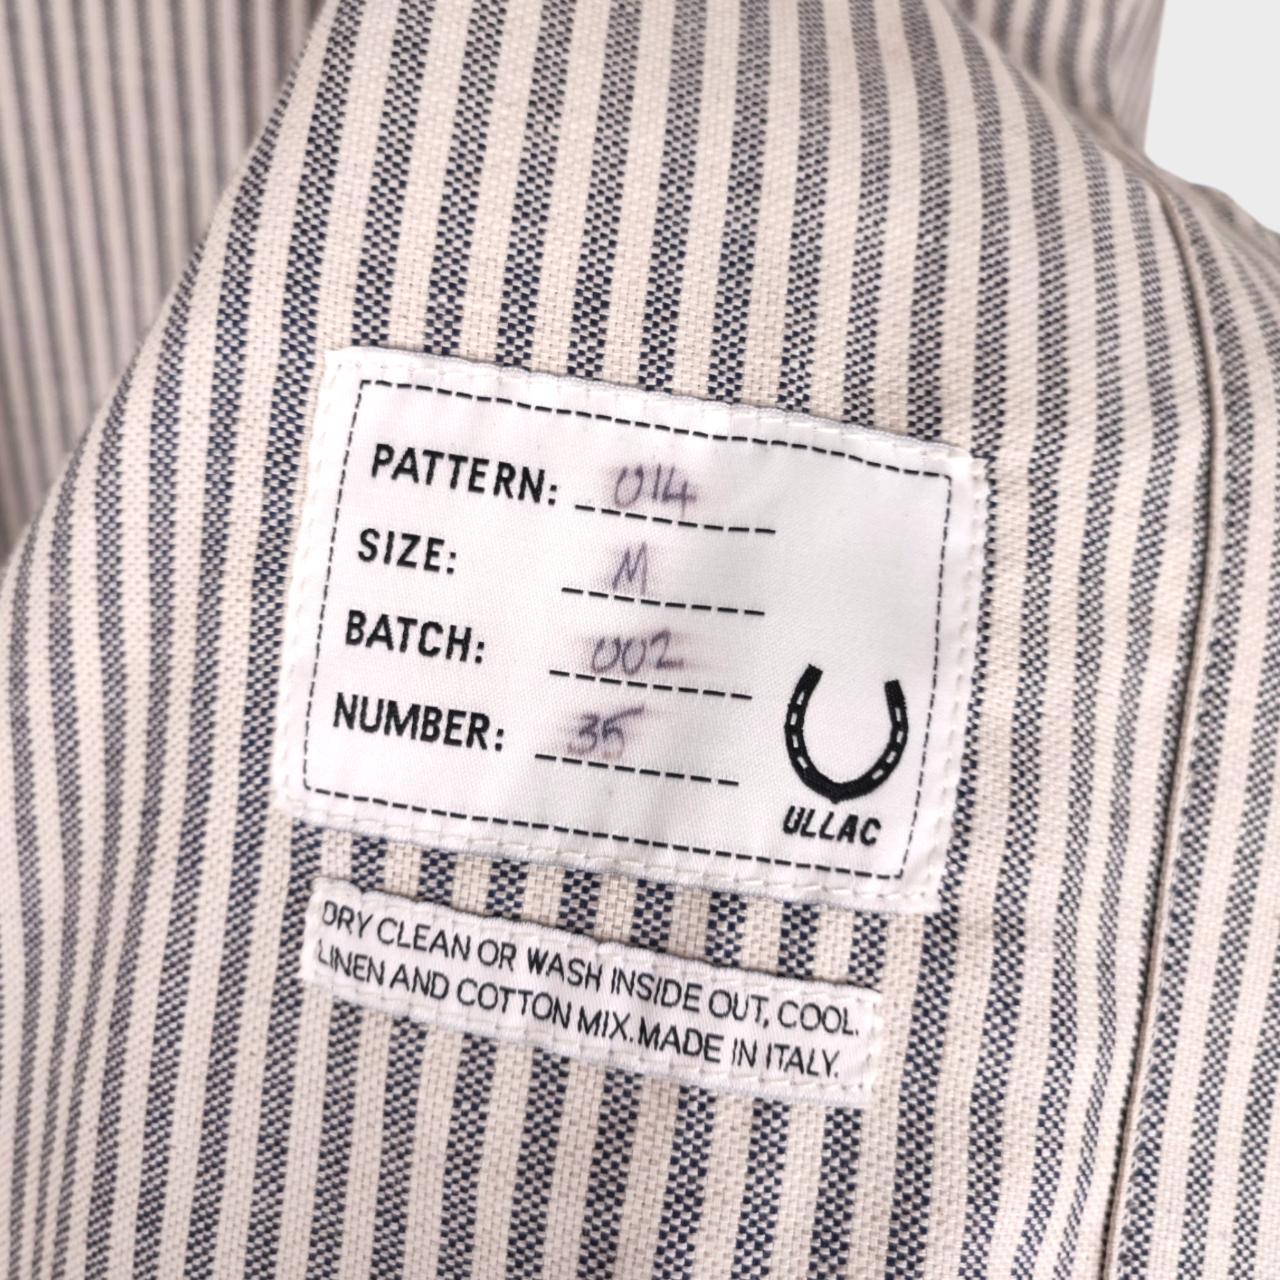 PATTERN: 014
SIZE: M
BATCH: 002
NUMBER: 35
ULLAC
DRY CLEAN OR WASH INSIDE OUT, COOL.
LINEN AND COTTON MIX. MADE IN ITALY.